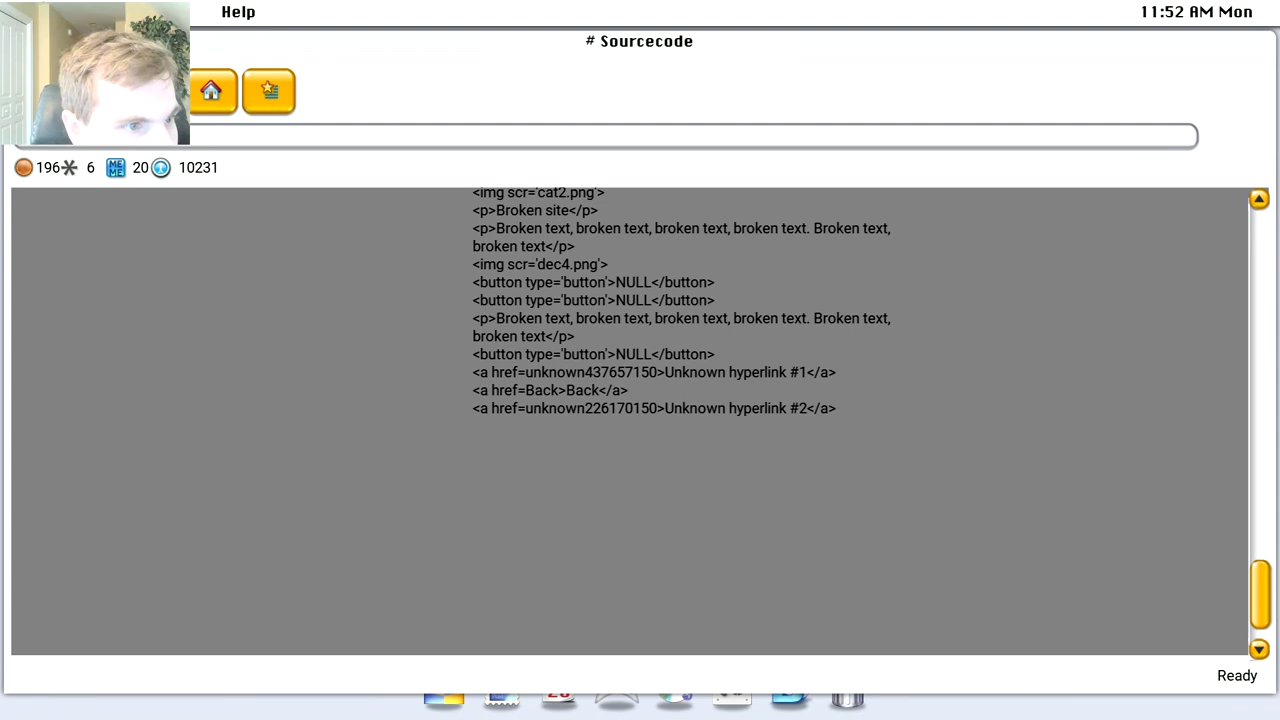 Help
11:52 AM Mon
# Sourcecode
196
6
ME
ME
20
10231
<img scr='cat2.png'>
<p>Broken site</p>
<p>Broken text, broken text, broken text, broken text. Broken text,
broken text</p>
<img scr='dec4.png'>
<button type='button'>NULL</button>
<button type='button'>NULL</button>
<p>Broken text, broken text, broken text, broken text. Broken text,
broken text</p>
<button type='button'>NULL</button>
<a href=unknown437657150>Unknown hyperlink #1</a>
<a href=Back>Back</a>
<a href=unknown226170150>Unknown hyperlink #2</a>
Ready